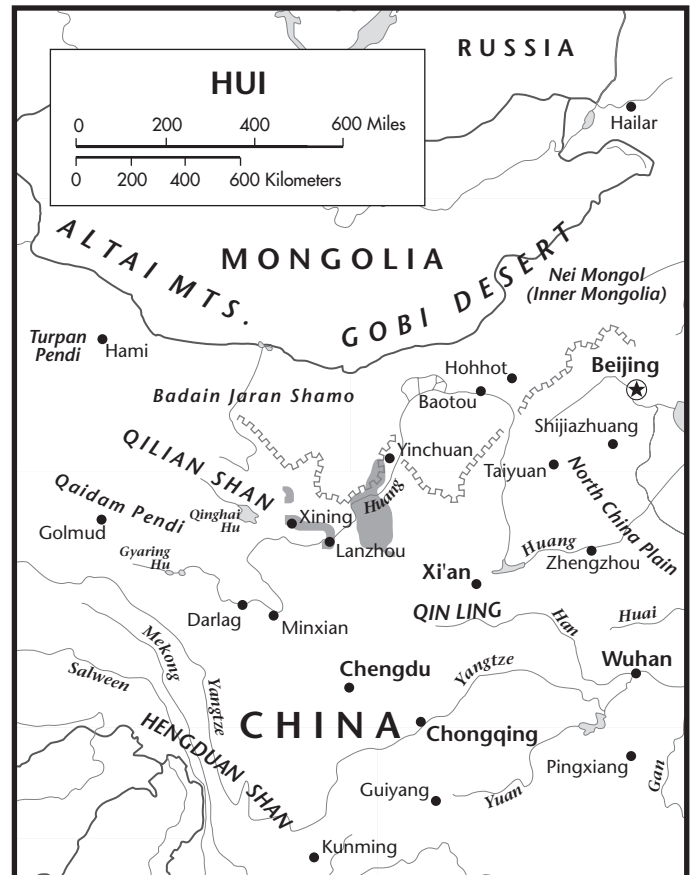 RUSSIA
HUI
0 200 400 600 Miles
0 200 400 600 Kilometers
Hailar
ALTAI MTS.
MONGOLIA
GOBI DESERT
Nei Mongol
(Inner Mongolia)
Turpan
Pendi
Hami
Hohhot
Beijing
Badain Jaran Shamo
Baotou
Shijiazhuang
QILIAN SHAN
Yinchuan
Taiyuan
North China Plain
Qaidam Pendi
Qinghai
Hu
Huang
Golmud
Xining
Gyaring
Hu
Lanzhou
Huang
Zhengzhou
Xi'an
Darlag
Minxian
QIN LING
Han
Huai
Mekong
Salween
Yangtze
Chengdu
Yangtze
Wuhan
HENGDUAN SHAN
CHINA
Chongqing
Pingxiang
Gan
Guiyang
Yuan
Kunming